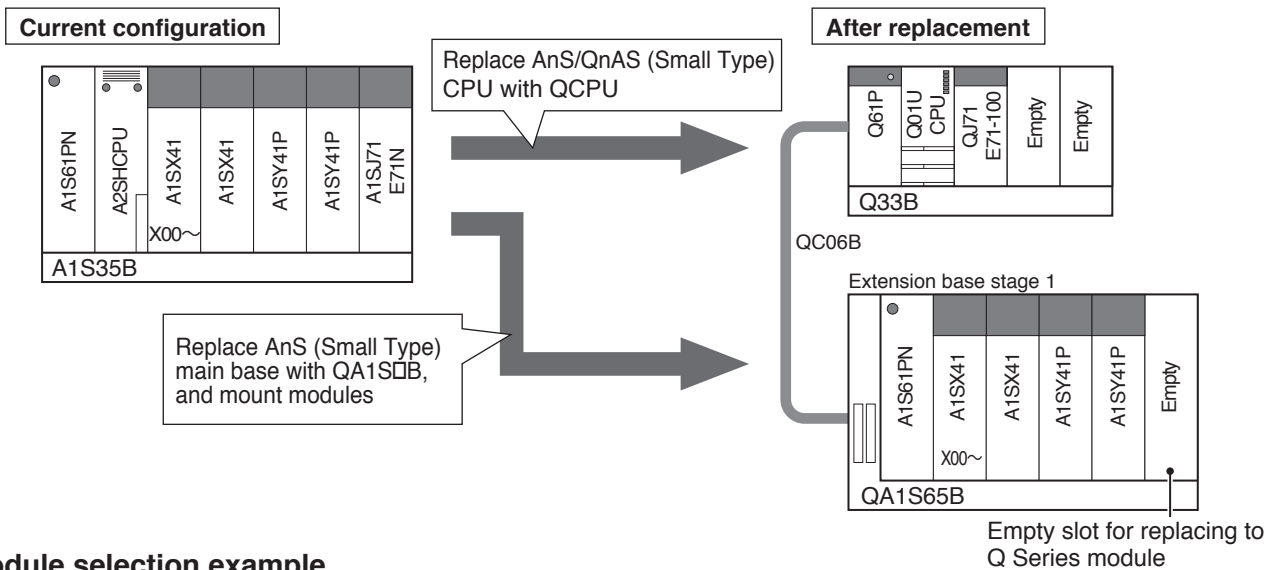 Current configuration
After replacement
Replace AnS/QnAS (Small Type)
CPU with QCPU
A1S61PN
A2SHCPU
A1SX41
A1SX41
A1SY41P
A1SY41P
A1SJ71
E71N
X00～
A1S35B
Q61P
Q01U
CPU
QJ71
E71-100
Empty
Empty
Q33B
QC06B
Replace AnS (Small Type)
main base with QA1S□B,
and mount modules
Extension base stage 1
A1S61PN
A1SX41
A1SX41
A1SY41P
A1SY41P
Empty
X00～
QA1S65B
Empty slot for replacing to
Q Series module
odule selection example